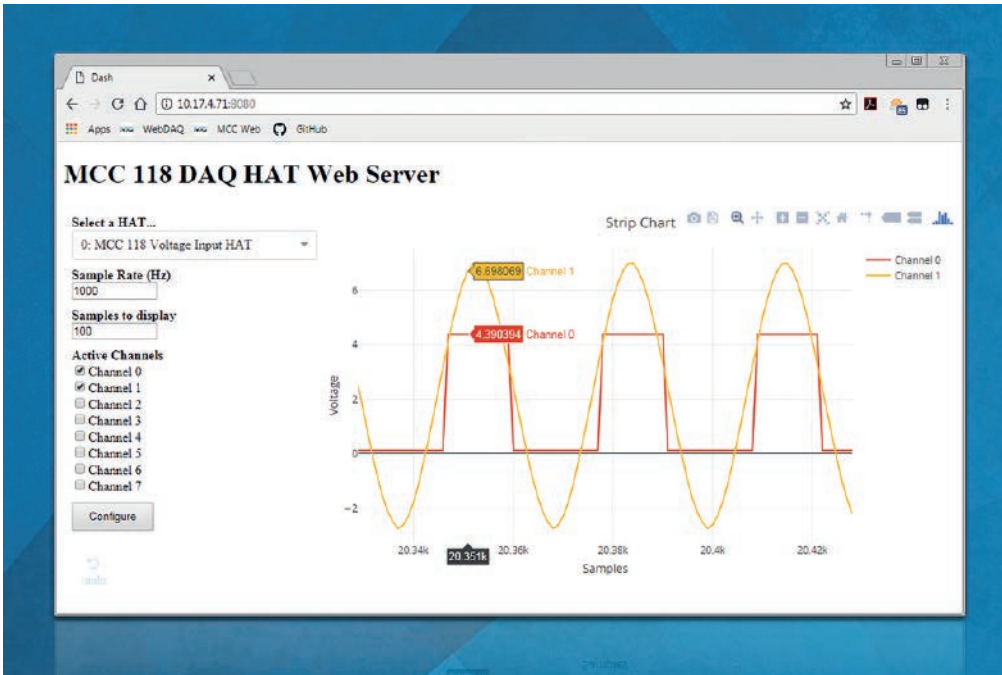 Dash
10.17.4.71:8080
Apps WebDAQ MCC Web GitHub
MCC 118 DAQ HAT Web Server
Select a HAT...
0: MCC 118 Voltage Input HAT
Sample Rate (Hz)
1000
Samples to display
100
Active Channels
Channel 0
Channel 1
Channel 2
Channel 3
Channel 4
Channel 5
Channel 6
Channel 7
Configure
undo
Strip Chart
Channel 0
Channel 1
6.698069 Channel 1
4.390394 Channel 0
Voltage
6
4
2
0
−2
20.34k
20.351k
20.36k
20.38k
20.4k
20.42k
Samples